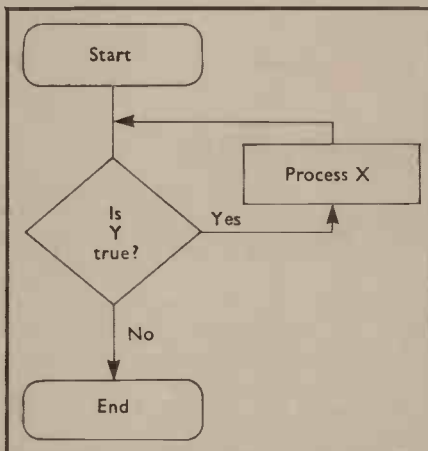 Start
Process X
Is
Y
true?
Yes
No
End